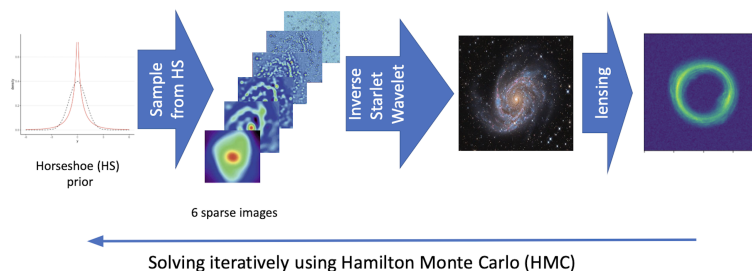 Sample
from HS
Inverse
Starlet
Wavelet
lensing
Horseshoe (HS)
prior
6 sparse images
Solving iteratively using Hamilton Monte Carlo (HMC)